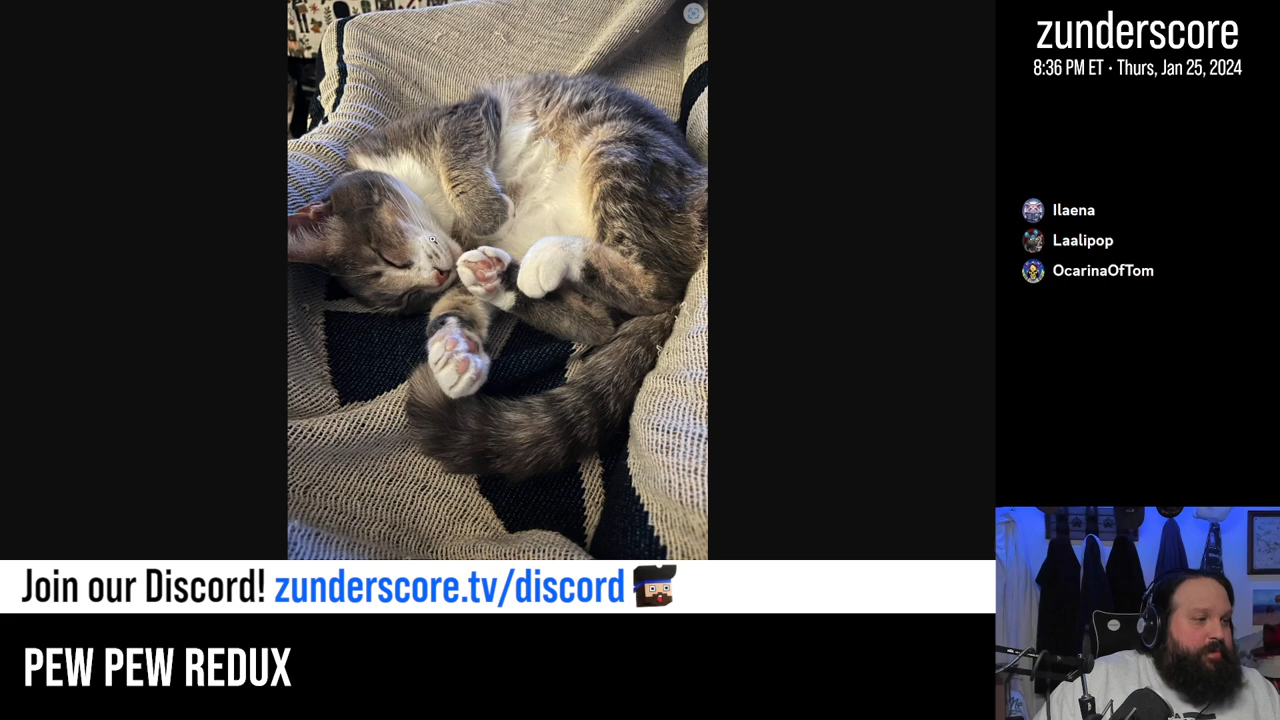 zunderscore
8:36 PM ET · Thurs, Jan 25, 2024
Ilaena
Laalipop
OcarinaOfTom
Join our Discord! zunderscore.tv/discord
PEW PEW REDUX